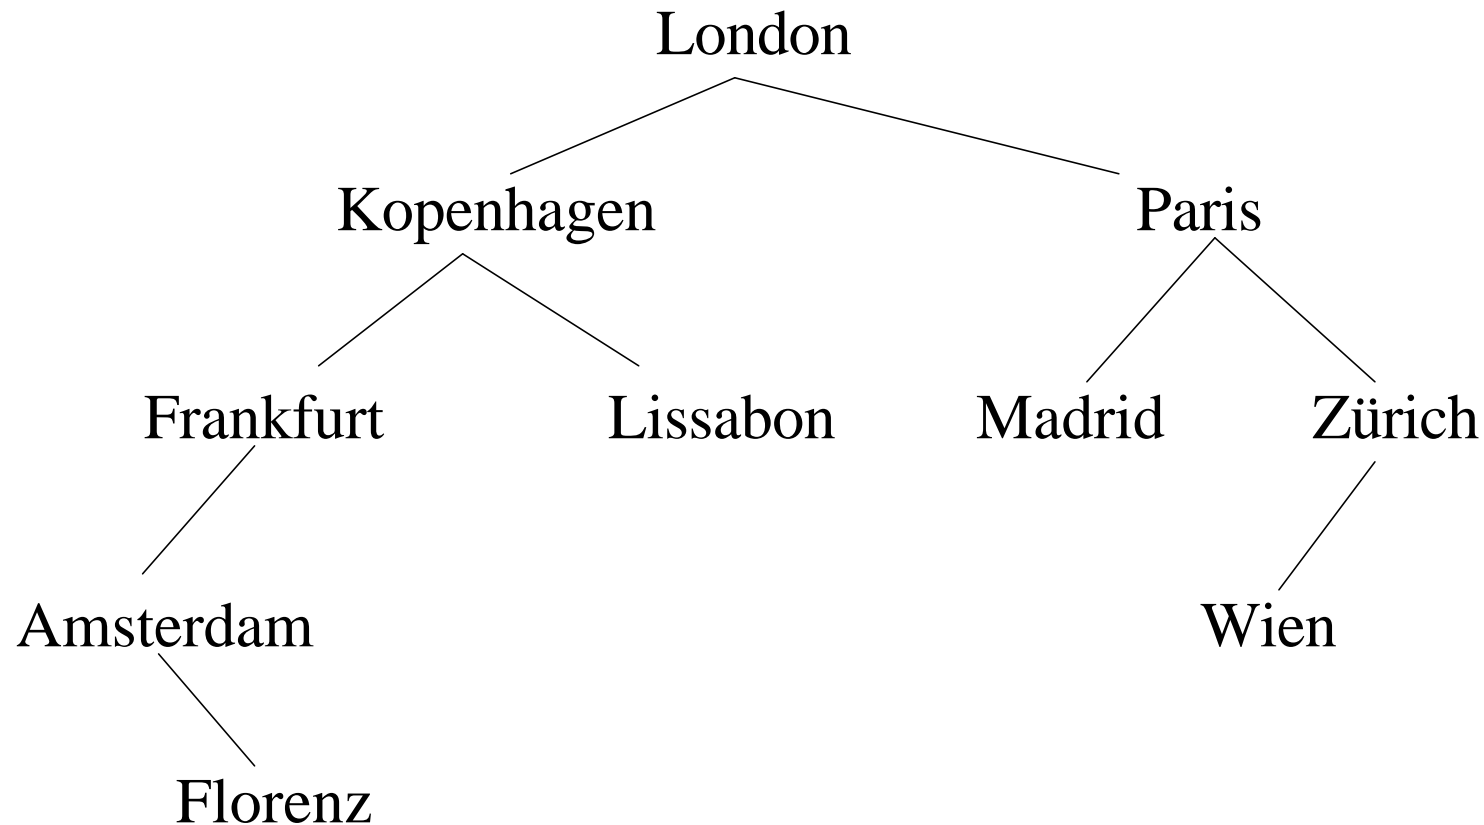 London
Kopenhagen Paris
Frankfurt Lissabon Madrid Zürich
Amsterdam Wien
Florenz